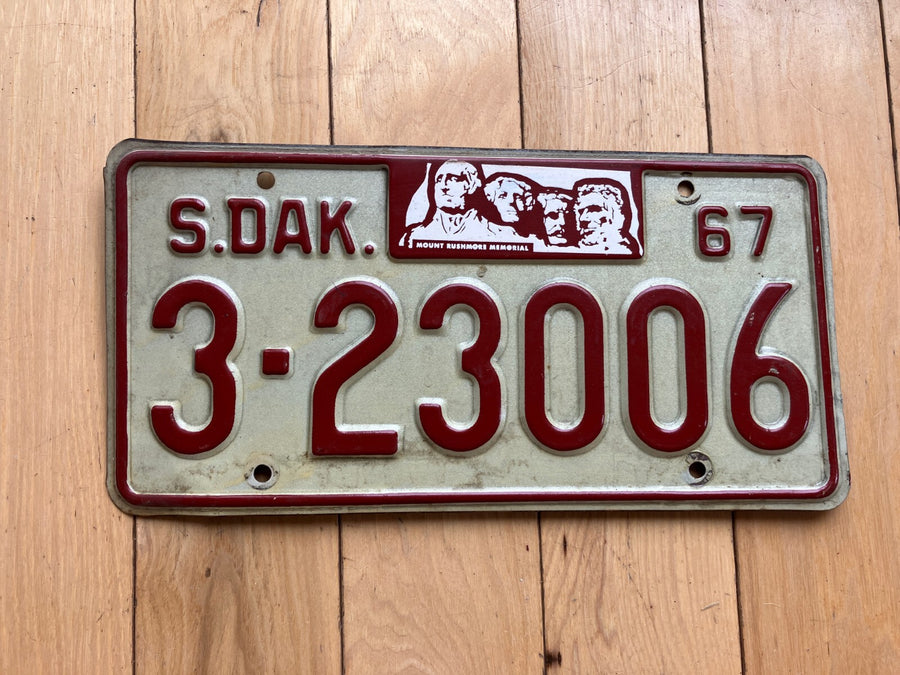 S.DAK. MOUNT RUSHMORE MEMORIAL 67
3-23006